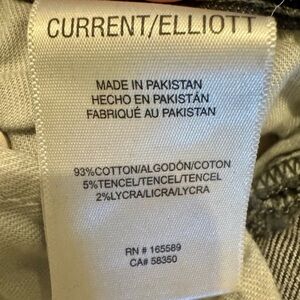 CURRENT/ELLIOTT
MADE IN PAKISTAN
HECHO EN PAKISTÁN
FABRIQUÉ AU PAKISTAN
93%COTTON/ALGODÓN/COTON
5%TENCEL/TENCEL/TENCEL
2%LYCRA/LICRA/LYCRA
RN # 165589
CA# 58350